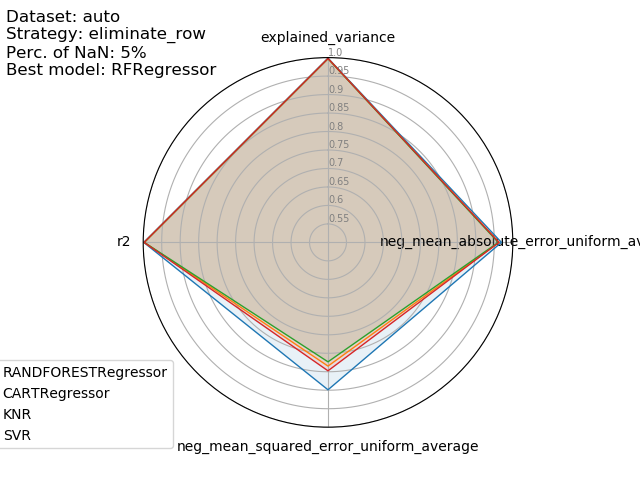 Dataset: auto
Strategy: eliminate_row
Perc. of NaN: 5%
Best model: RFRegressor
explained_variance
1.0
0.95
0.9
0.85
0.8
0.75
0.7
0.65
0.6
0.55
r2
neg_mean_absolute_error_uniform_av
RANDFORESTRegressor
CARTRegressor
KNR
SVR
neg_mean_squared_error_uniform_average